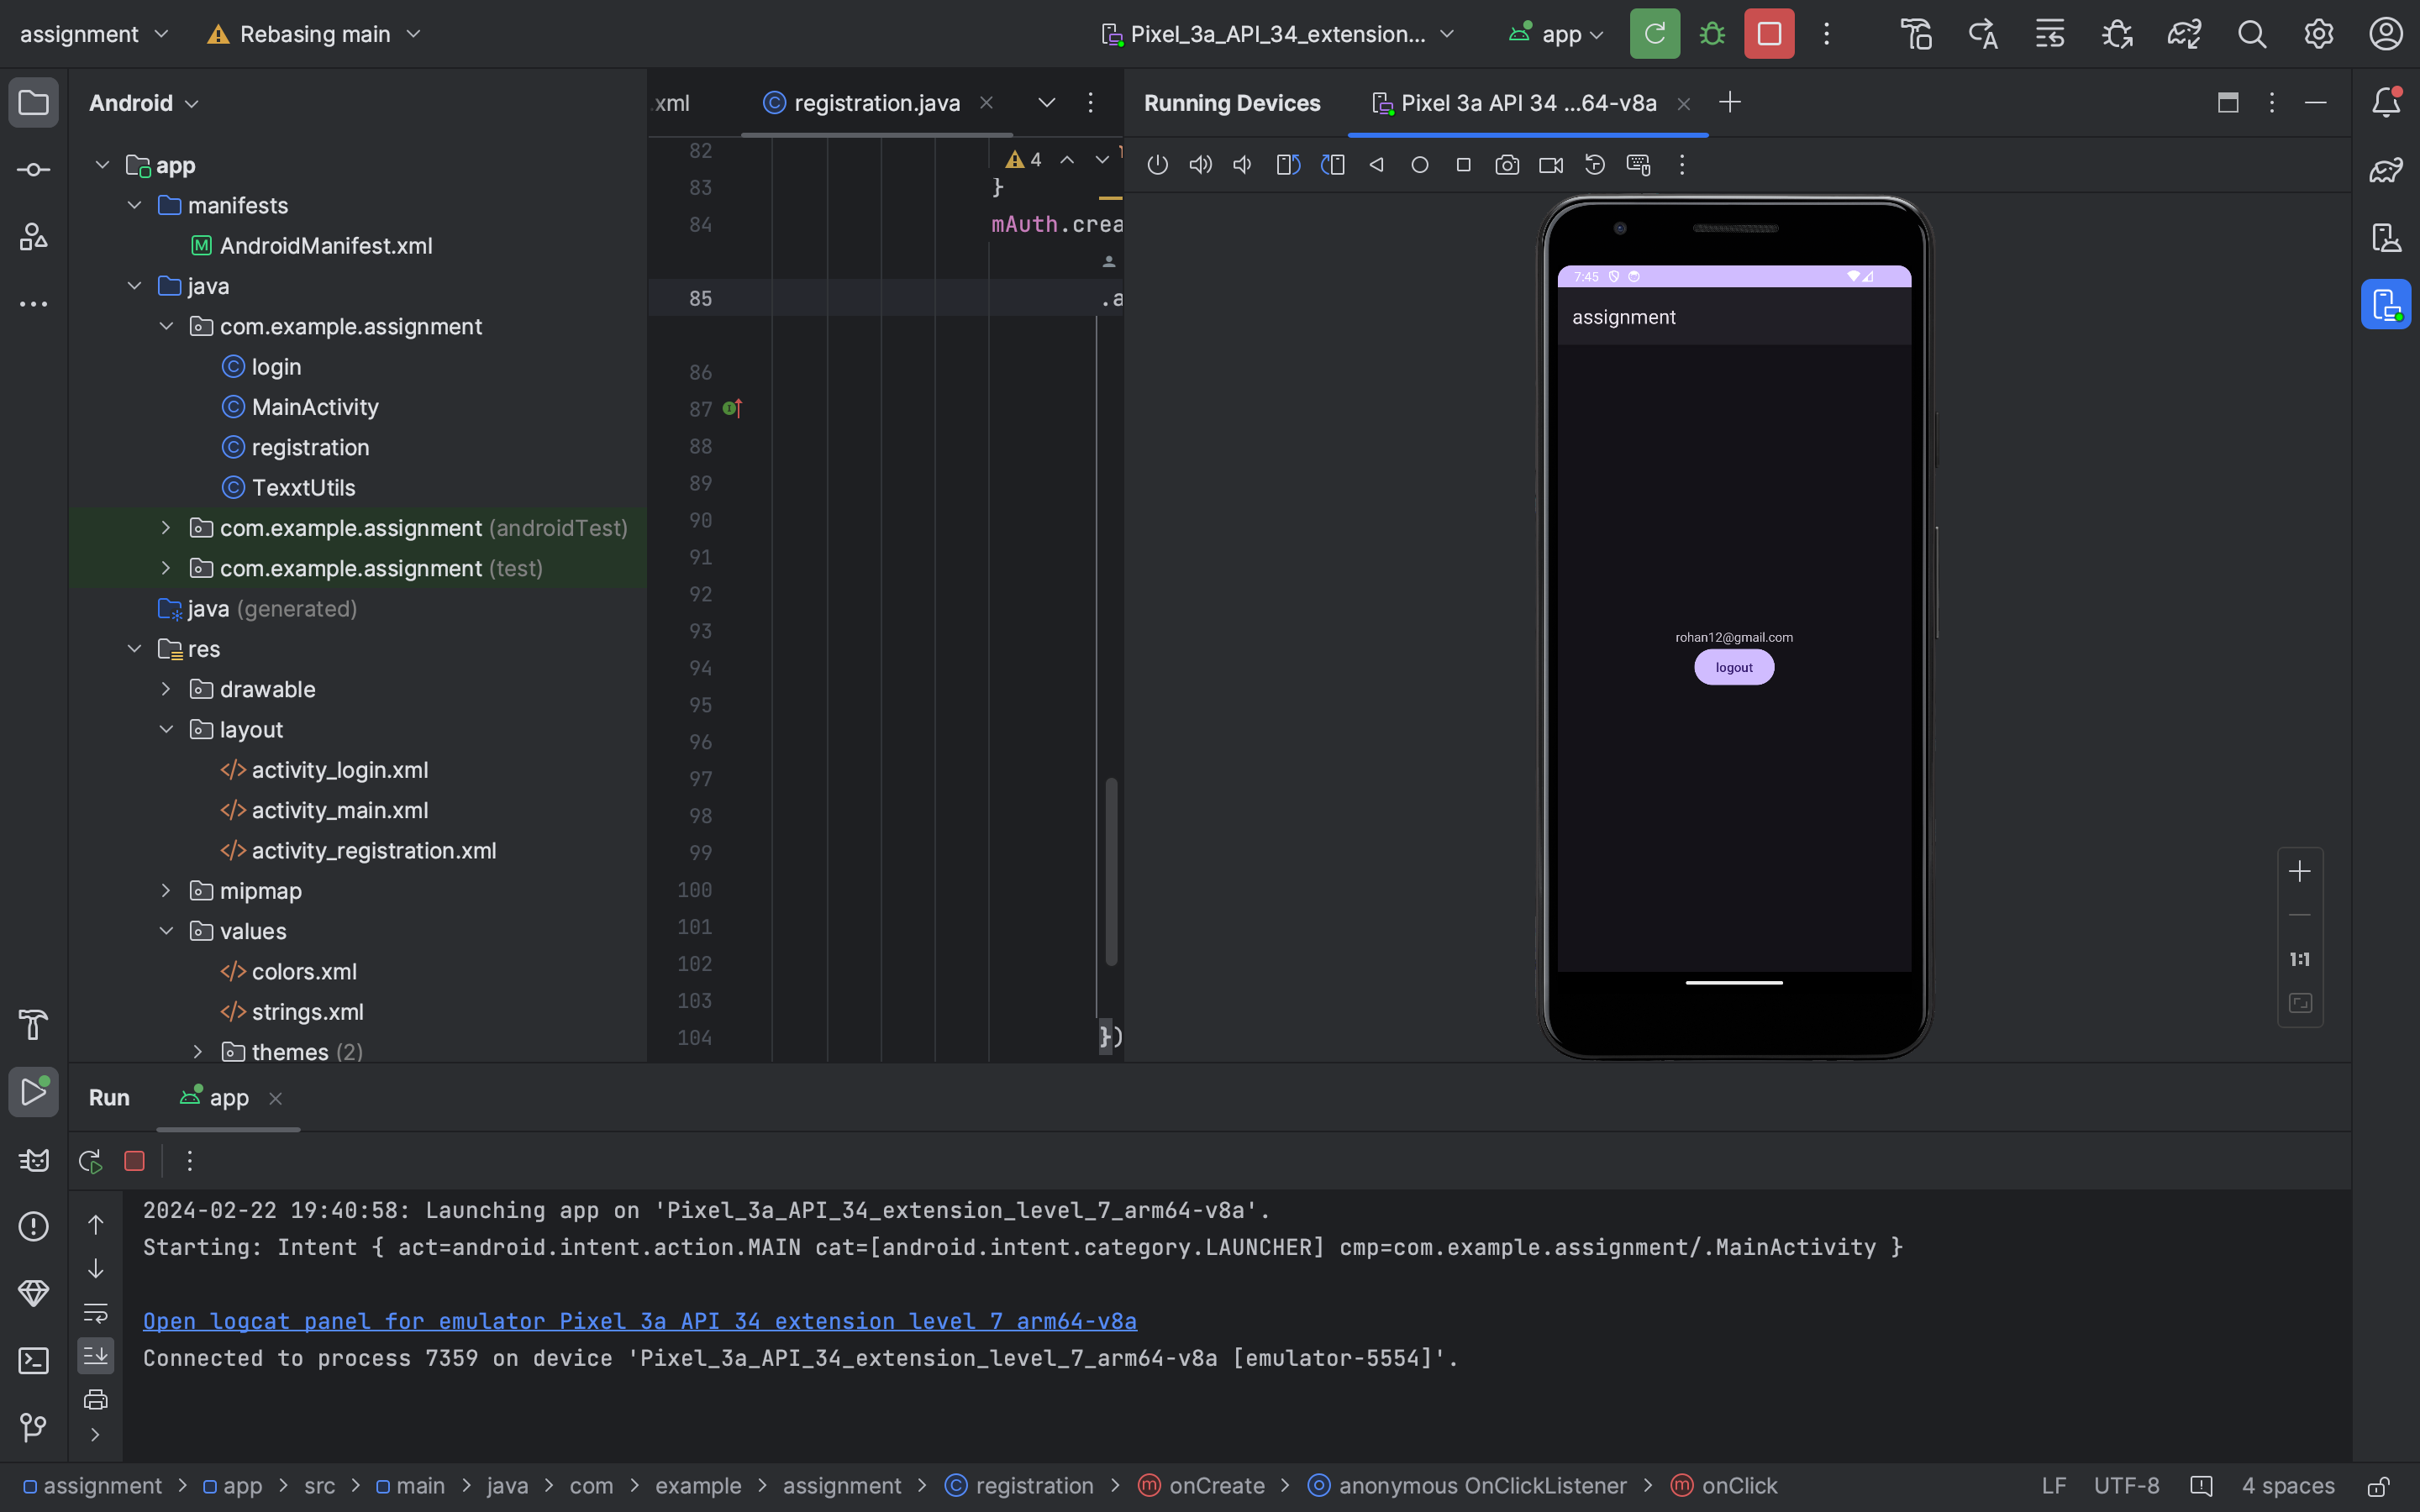 assignment
Rebasing main
Pixel_3a_API_34_extension...
app
Android
.xml
registration.java
Running Devices
Pixel 3a API 34 ...64-v8a
app
manifests
AndroidManifest.xml
java
com.example.assignment
login
MainActivity
registration
TexxtUtils
com.example.assignment (androidTest)
com.example.assignment (test)
java (generated)
res
drawable
layout
activity_login.xml
activity_main.xml
activity_registration.xml
mipmap
values
colors.xml
strings.xml
themes (2)
82
4
83 }
84 mAuth.crea
85 .a
86
87
88
89
90
91
92
93
94
95
96
97
98
99
100
101
102
103
104 })
7:45
assignment
rohan12@gmail.com
logout
1:1
Run
app
2024-02-22 19:40:58: Launching app on 'Pixel_3a_API_34_extension_level_7_arm64-v8a'.
Starting: Intent { act=android.intent.action.MAIN cat=[android.intent.category.LAUNCHER] cmp=com.example.assignment/.MainActivity }
Open logcat panel for emulator Pixel 3a API 34 extension level 7 arm64-v8a
Connected to process 7359 on device 'Pixel_3a_API_34_extension_level_7_arm64-v8a [emulator-5554]'.
assignment > app > src > main > java > com > example > assignment > registration > onCreate > anonymous OnClickListener > onClick
LF UTF-8 4 spaces